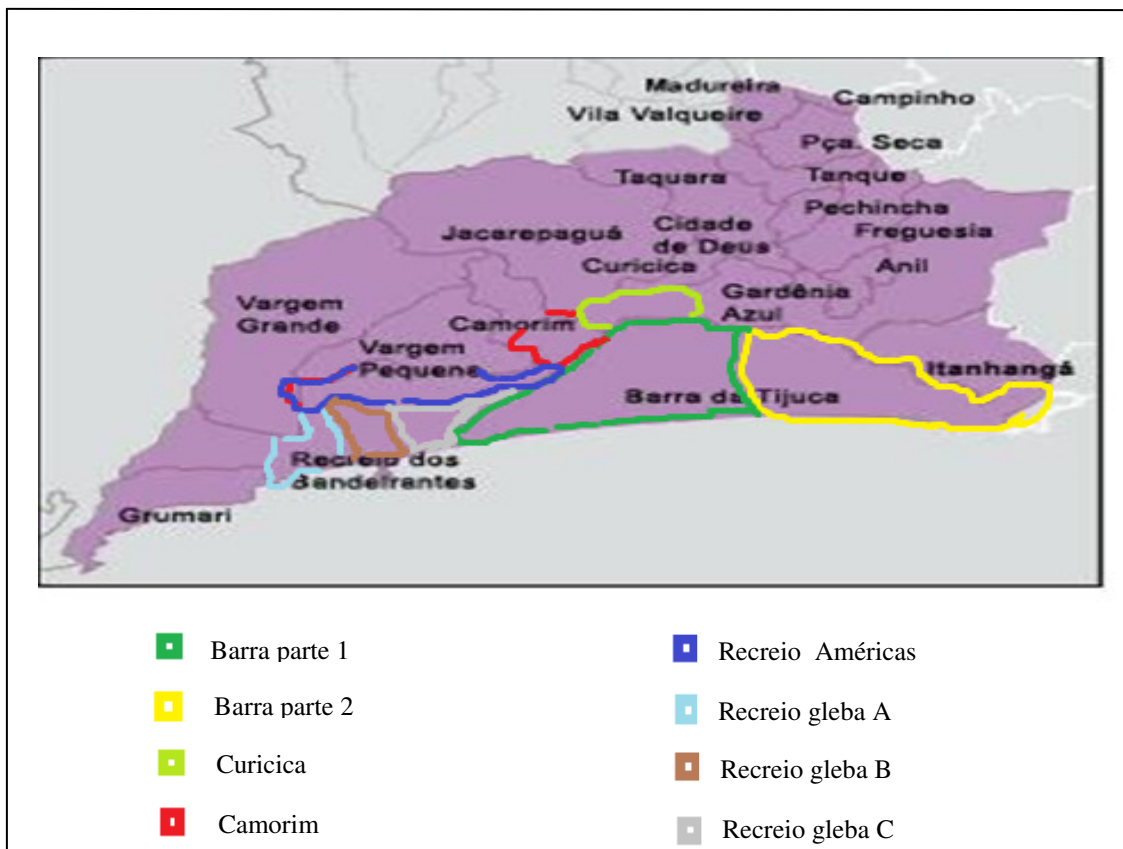 Madureira
Campinho
Vila Valqueire
Pça. Seca
Taquara
Tanque
Pechincha
Cidade
de Deus
Freguesia
Jacarepaguá
Curicica
Anil
Vargem
Grande
Gardênia
Azul
Camorim
Vargem
Pequena
Itanhangá
Barra da Tijuca
Recreio dos
Bandeirantes
Grumari
Barra parte 1
Recreio Américas
Barra parte 2
Recreio gleba A
Curicica
Recreio gleba B
Camorim
Recreio gleba C